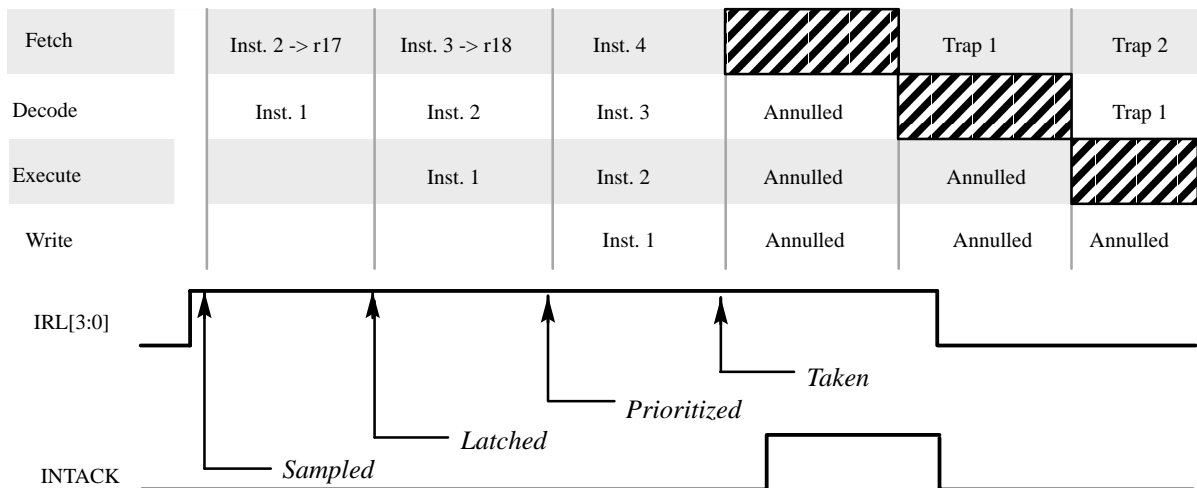 Fetch Inst. 2 -> r17 Inst. 3 -> r18 Inst. 4 Trap 1 Trap 2
Decode Inst. 1 Inst. 2 Inst. 3 Annulled Trap 1
Execute Inst. 1 Inst. 2 Annulled Annulled
Write Inst. 1 Annulled Annulled Annulled
IRL[3:0]
Taken
Prioritized
Latched
Sampled
INTACK